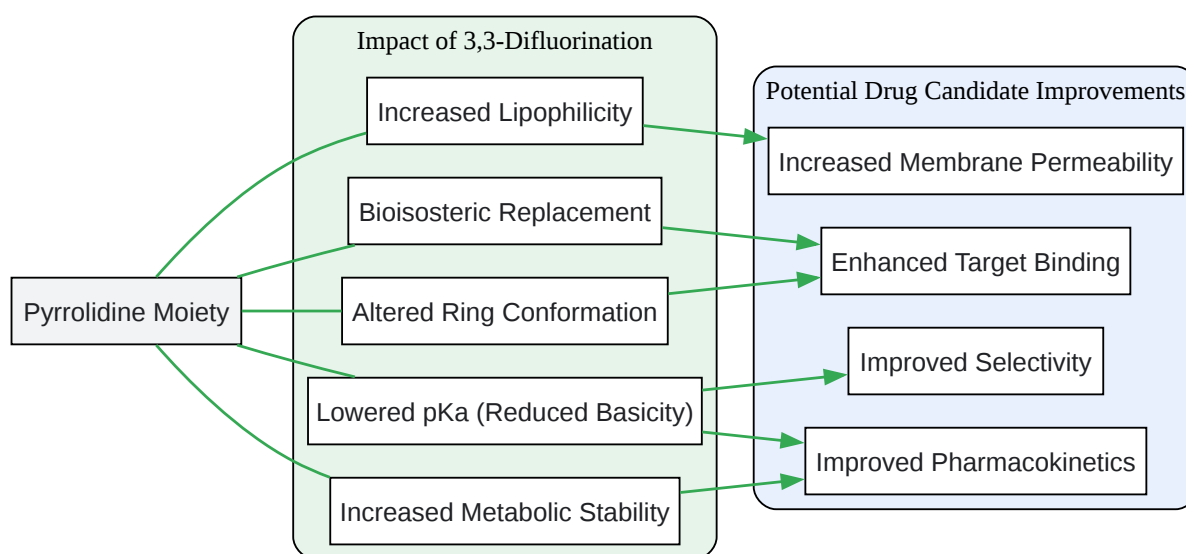 Impact of 3,3-Difluorination
Increased Lipophilicity
Bioisosteric Replacement
Pyrrolidine Moiety
Altered Ring Conformation
Lowered pKa (Reduced Basicity)
Increased Metabolic Stability
Potential Drug Candidate Improvements
Increased Membrane Permeability
Enhanced Target Binding
Improved Selectivity
Improved Pharmacokinetics